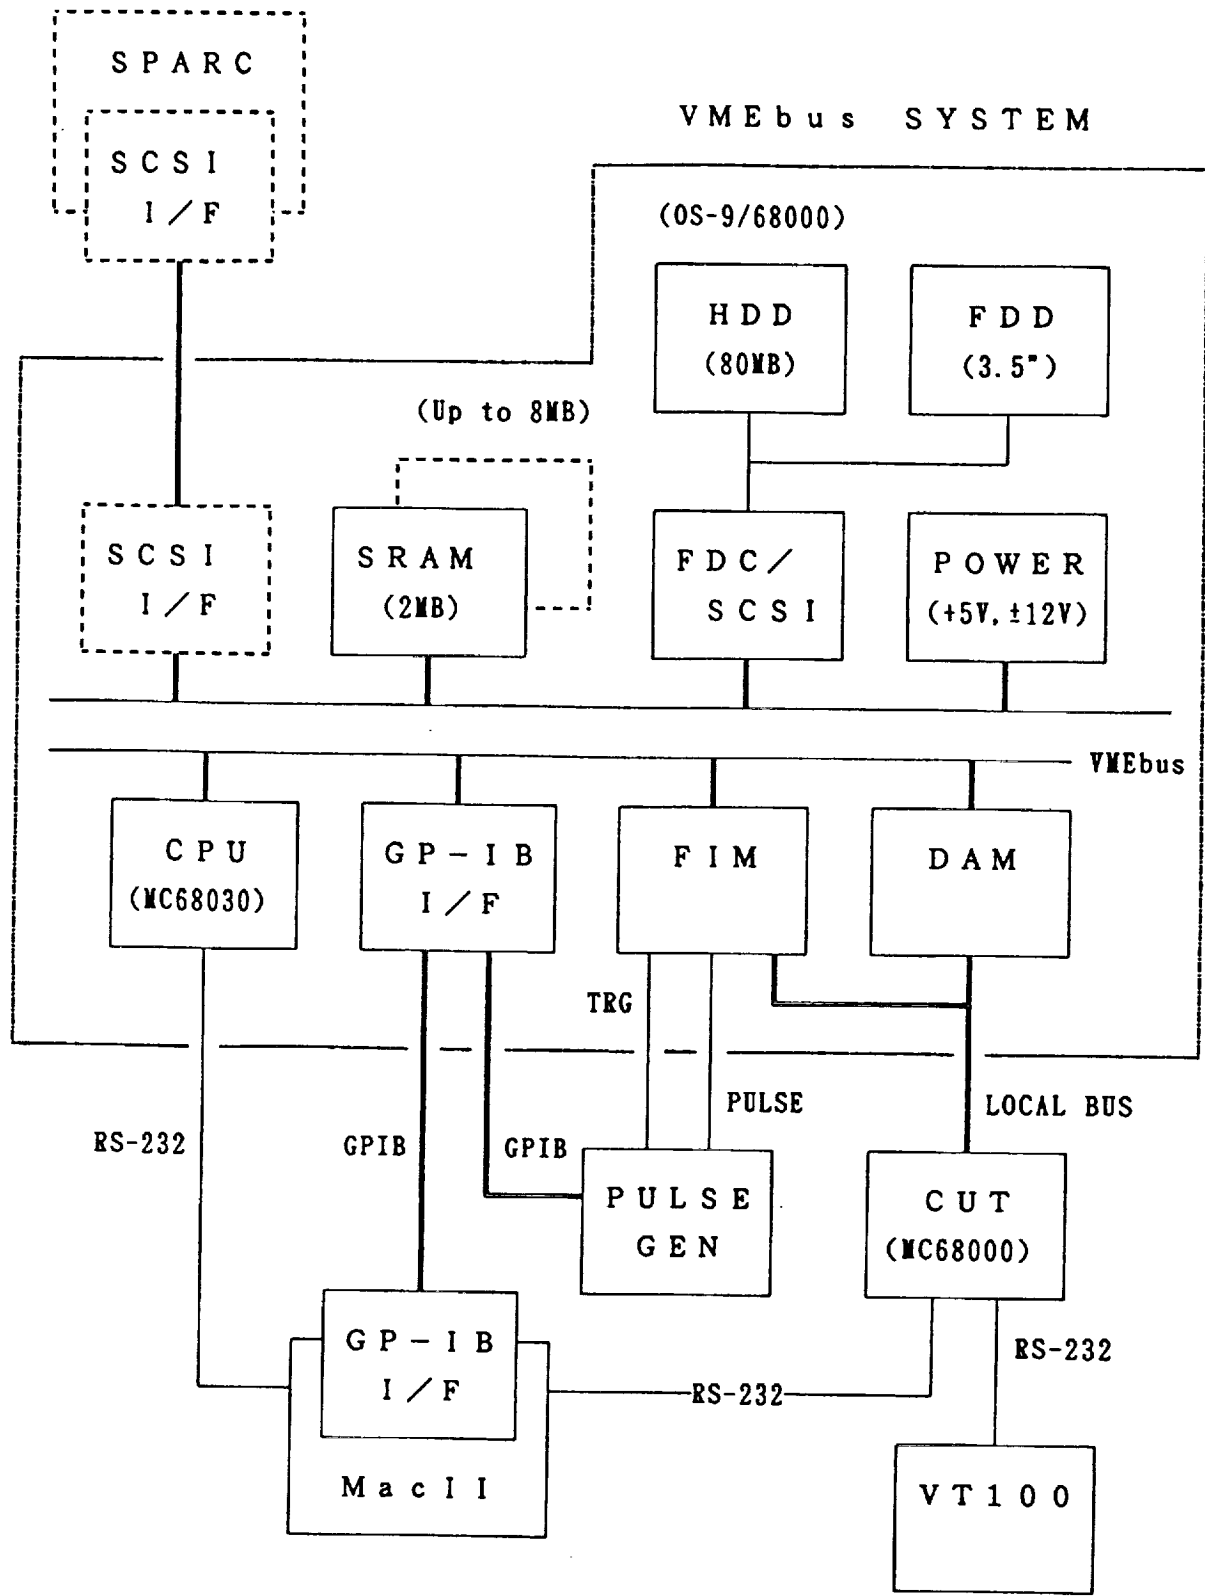 SPARC
SCSI
I/F
VMEbus SYSTEM
(OS-9/68000)
HDD
(80MB)
FDD
(3.5")
(Up to 8MB)
SCSI
I/F
SRAM
(2MB)
FDC/
SCSI
POWER
(+5V, ±12V)
VMEbus
CPU
(MC68030)
GP-IB
I/F
FIM
DAM
TRG
PULSE
LOCAL BUS
RS-232
GPIB
GPIB
PULSE
GEN
CUT
(MC68000)
GP-IB
I/F
MacII
RS-232
RS-232
VT100